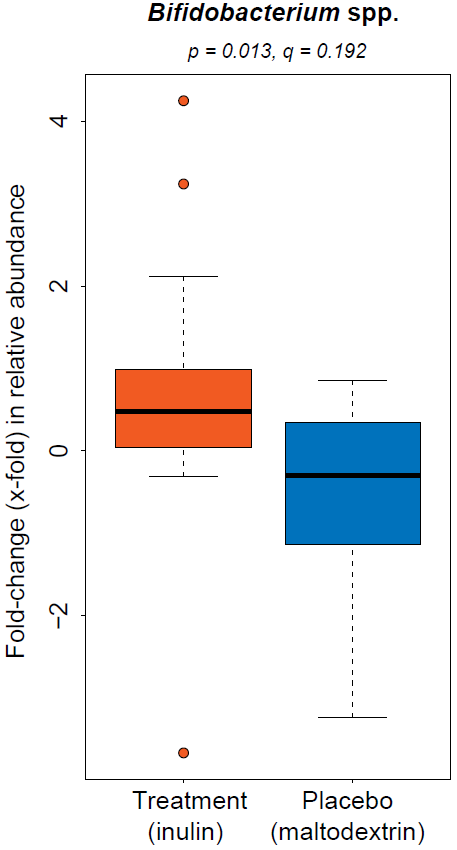 Bifidobacterium spp.
p = 0.013, q = 0.192
Fold-change (x-fold) in relative abundance
4
2
0
−2
Treatment
(inulin)
Placebo
(maltodextrin)